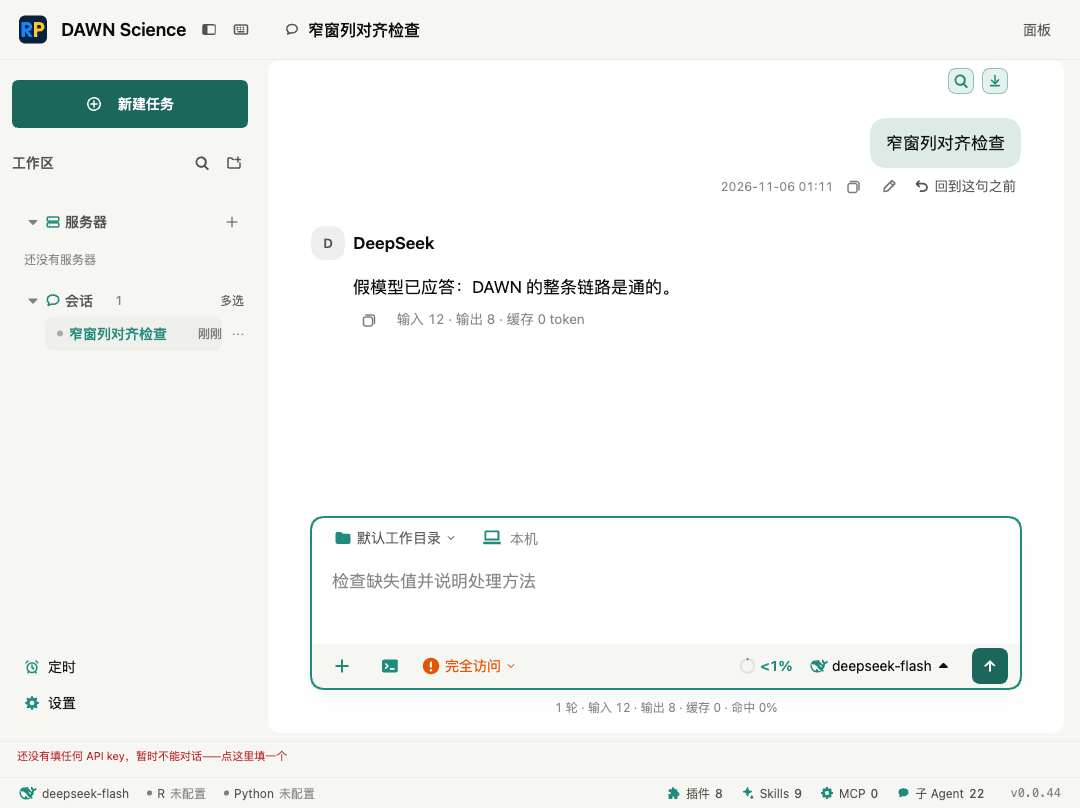 RP DAWN Science 窄窗列对齐检查 面板
新建任务
工作区
服务器
还没有服务器
会话 1 多选
窄窗列对齐检查 刚刚 ...
定时
设置
窄窗列对齐检查
2026-11-06 01:11 回到这句之前
D DeepSeek
假模型已应答：DAWN 的整条链路是通的。
输入 12 · 输出 8 · 缓存 0 token
默认工作目录 本机
检查缺失值并说明处理方法
完全访问 <1% deepseek-flash
1 轮 · 输入 12 · 输出 8 · 缓存 0 · 命中 0%
还没有填任何 API key，暂时不能对话——点这里填一个
deepseek-flash R 未配置 Python 未配置 插件 8 Skills 9 MCP 0 子 Agent 22 v0.0.44